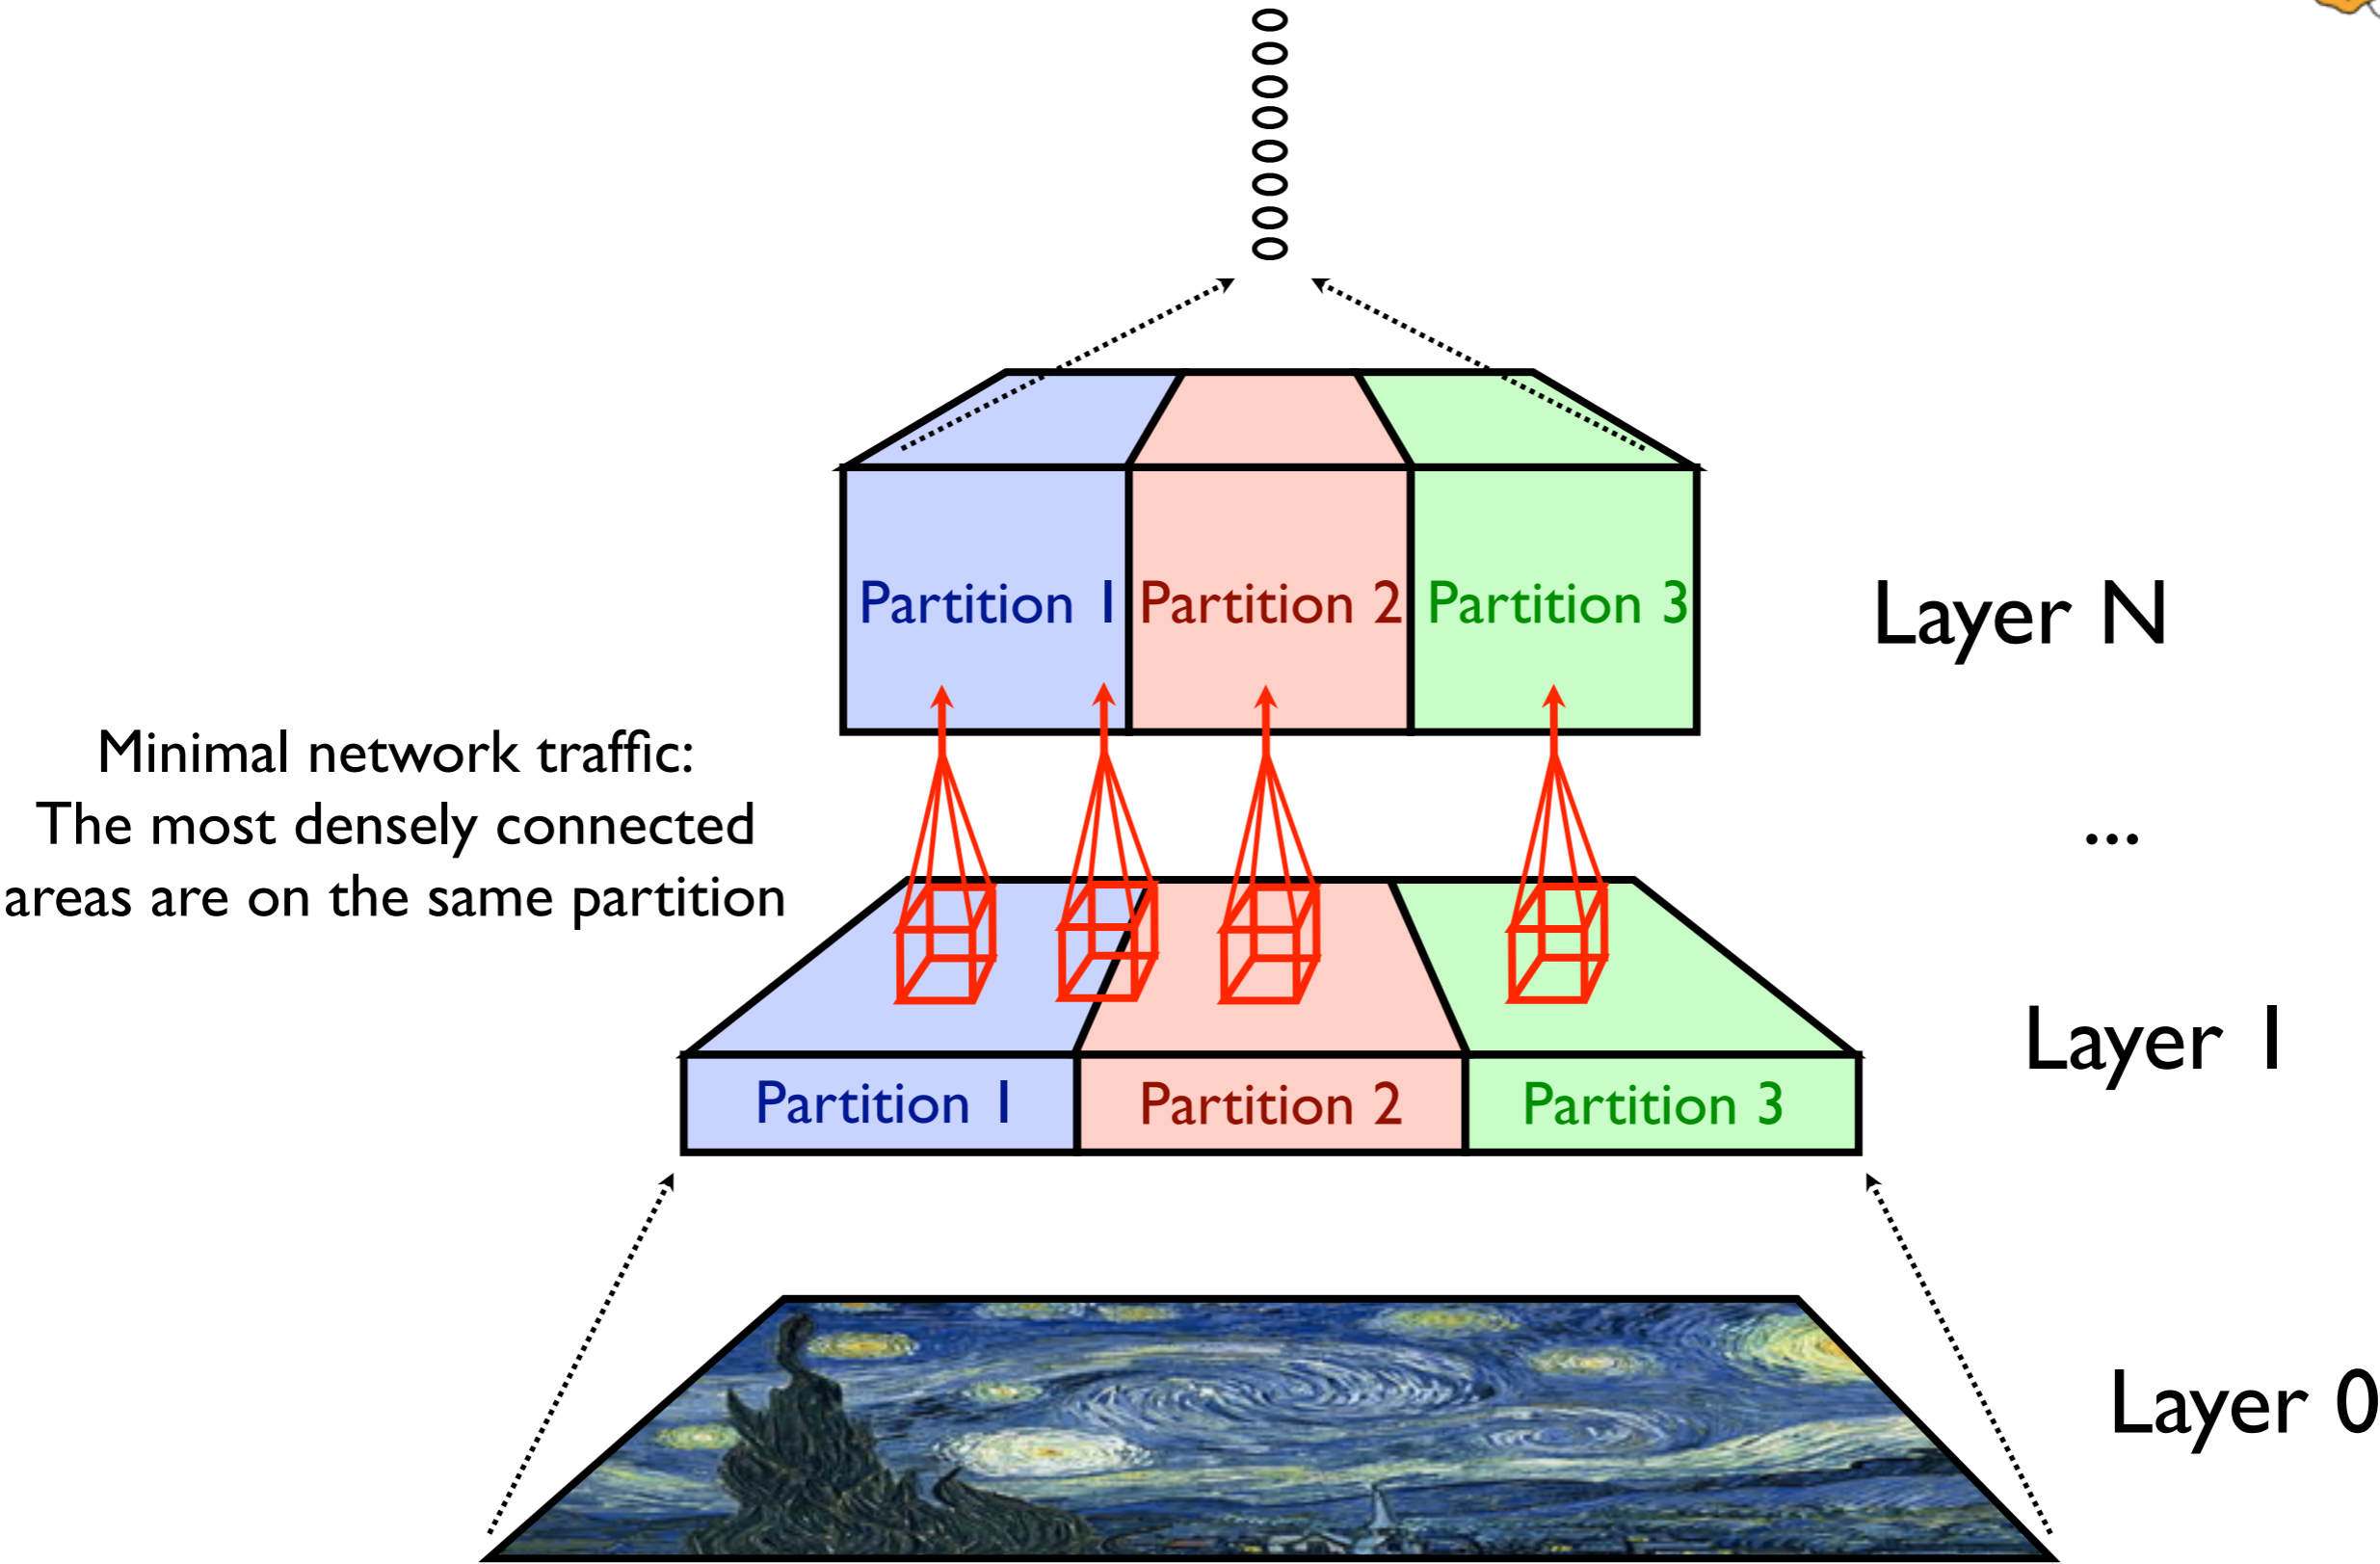 Partition 1 Partition 2 Partition 3
Layer N
Minimal network traffic:
The most densely connected
areas are on the same partition
...
Layer 1
Partition 1 Partition 2 Partition 3
Layer 0